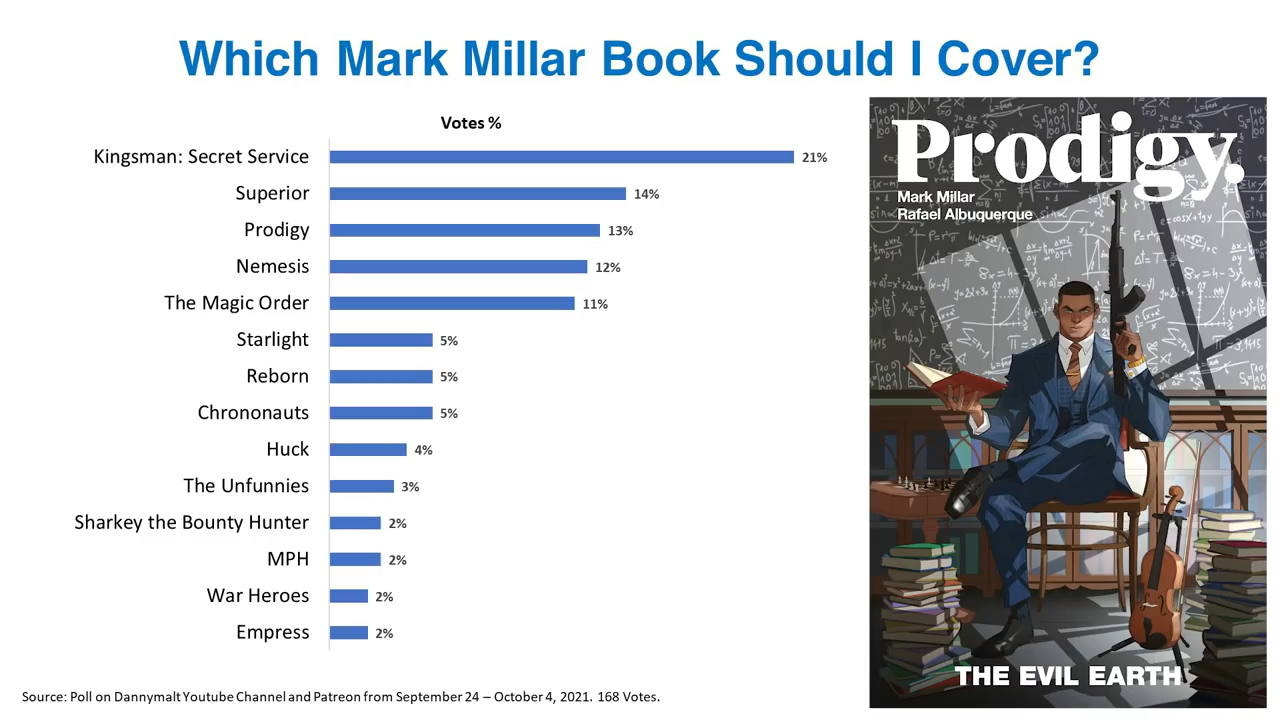 Which Mark Millar Book Should I Cover?
Votes %
Kingsman: Secret Service 21%
Superior 14%
Prodigy 13%
Nemesis 12%
The Magic Order 11%
Starlight 5%
Reborn 5%
Chrononauts 5%
Huck 4%
The Unfunnies 3%
Sharkey the Bounty Hunter 2%
MPH 2%
War Heroes 2%
Empress 2%
Source: Poll on Dannymalt Youtube Channel and Patreon from September 24 – October 4, 2021. 168 Votes.
Prodigy.
Mark Millar
Rafael Albuquerque
THE EVIL EARTH